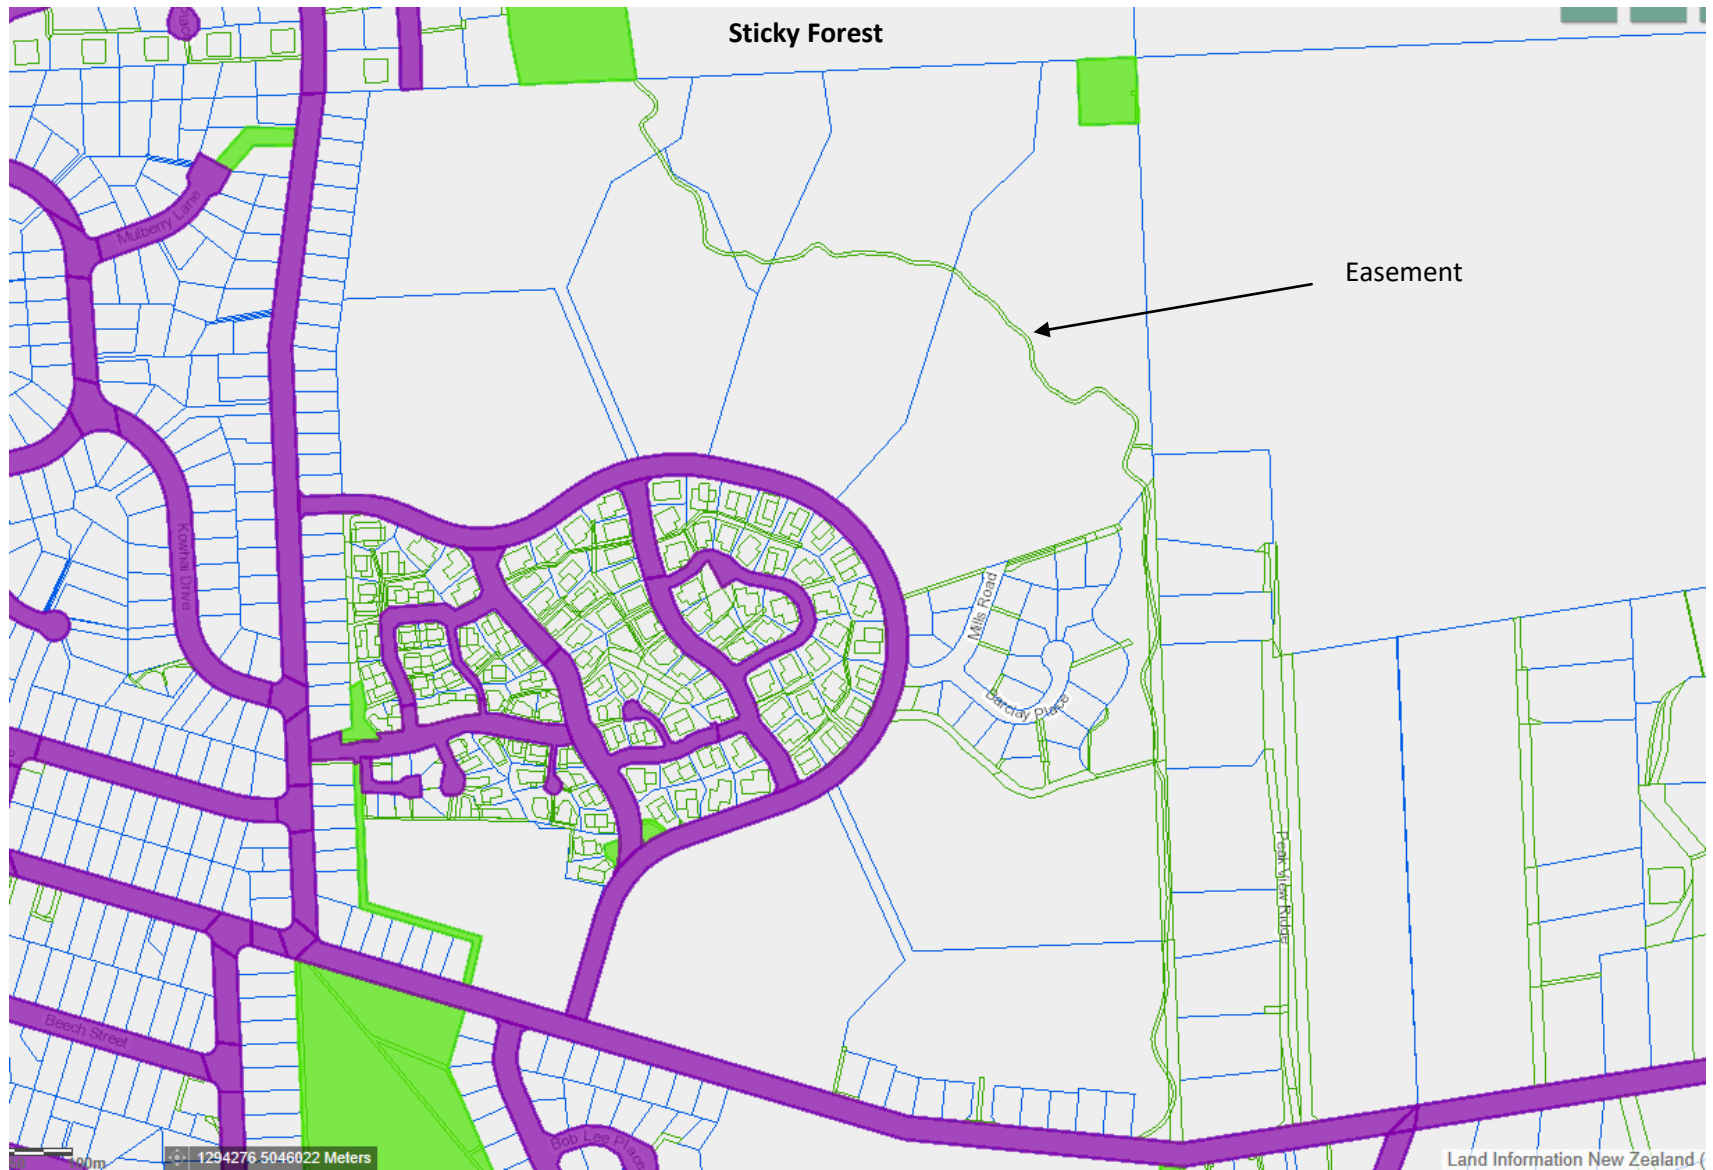 Sticky Forest
Mulberry Lane
Easement
Kowhai Drive
Mills Road
Barclay Place
Peak View Ridge
Beech Street
Bob Lee Place
100m
1294276 5046022 Meters
Land Information New Zealand (